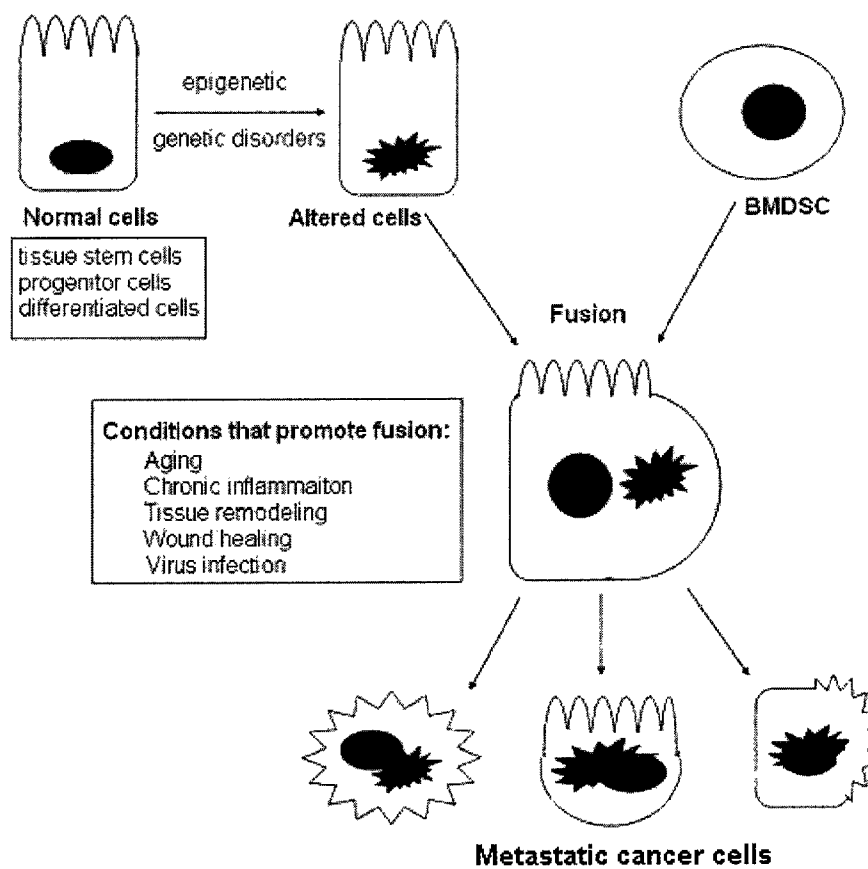 epigenetic
genetic disorders
Normal cells
Altered cells
BMDSC
tissue stem cells
progenitor cells
differentiated cells
Fusion
Conditions that promote fusion:
Aging
Chronic inflammaiton
Tissue remodeling
Wound healing
Virus infection
Metastatic cancer cells